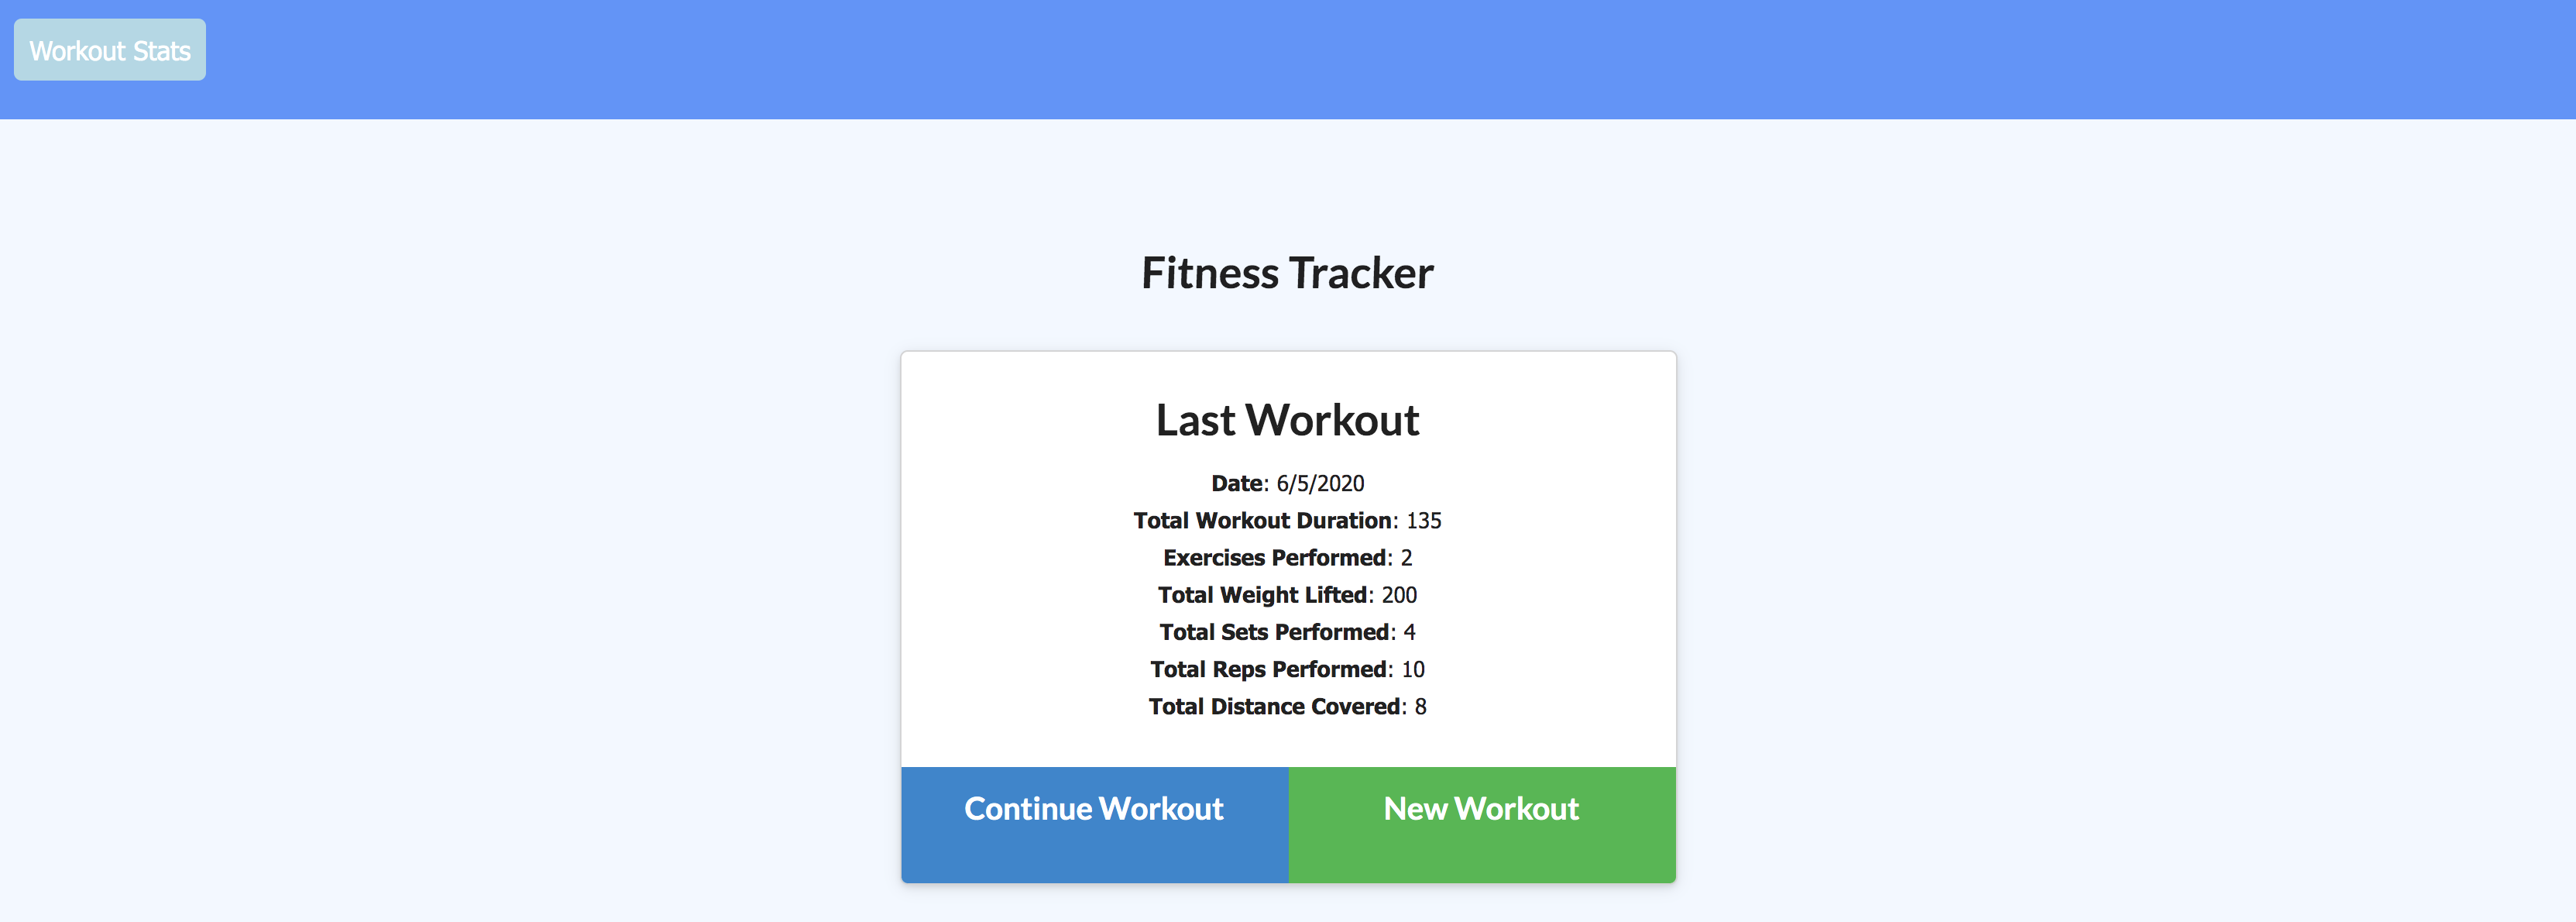 Workout Stats
Fitness Tracker
Last Workout
Date: 6/5/2020
Total Workout Duration: 135
Exercises Performed: 2
Total Weight Lifted: 200
Total Sets Performed: 4
Total Reps Performed: 10
Total Distance Covered: 8
Continue Workout
New Workout